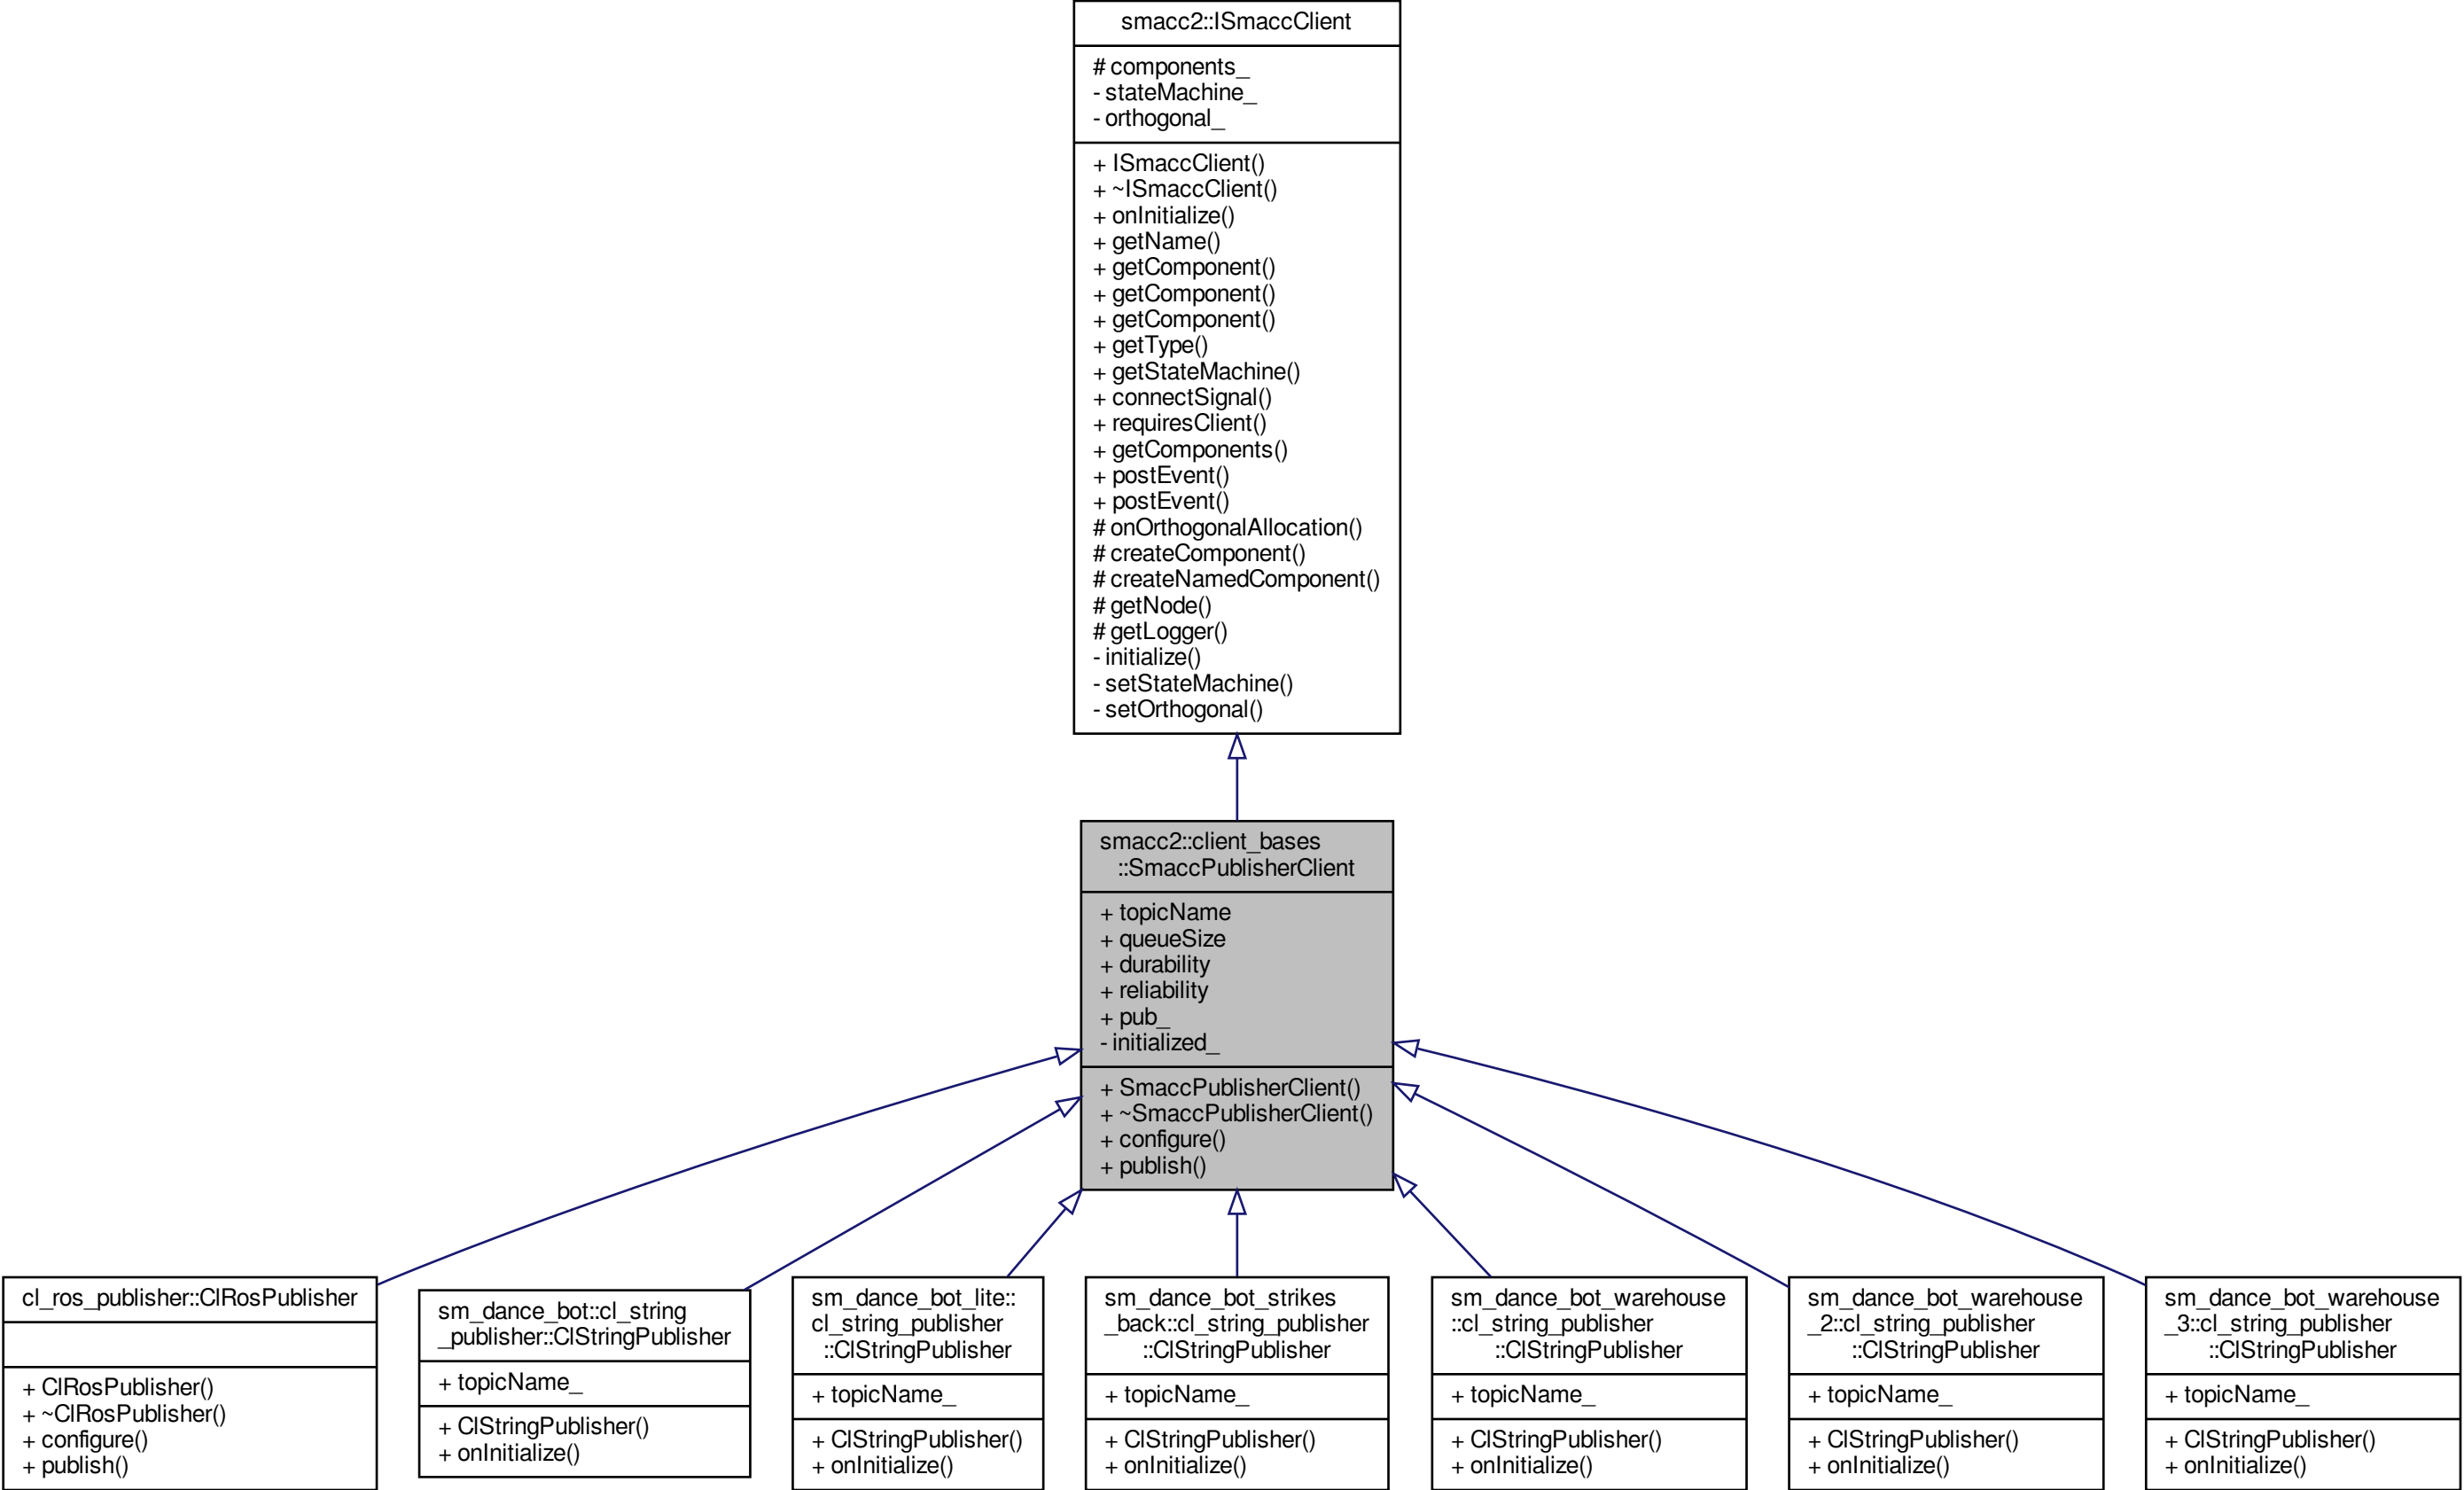 smacc2::ISmaccClient
# components_
- stateMachine_
- orthogonal_
+ ISmaccClient()
+ ~ISmaccClient()
+ onInitialize()
+ getName()
+ getComponent()
+ getComponent()
+ getComponent()
+ getType()
+ getStateMachine()
+ connectSignal()
+ requiresClient()
+ getComponents()
+ postEvent()
+ postEvent()
# onOrthogonalAllocation()
# createComponent()
# createNamedComponent()
# getNode()
# getLogger()
- initialize()
- setStateMachine()
- setOrthogonal()
smacc2::client_bases
::SmaccPublisherClient
+ topicName
+ queueSize
+ durability
+ reliability
+ pub_
- initialized_
+ SmaccPublisherClient()
+ ~SmaccPublisherClient()
+ configure()
+ publish()
cl_ros_publisher::ClRosPublisher
+ ClRosPublisher()
+ ~ClRosPublisher()
+ configure()
+ publish()
sm_dance_bot::cl_string
_publisher::ClStringPublisher
+ topicName_
+ ClStringPublisher()
+ onInitialize()
sm_dance_bot_lite::
cl_string_publisher
::ClStringPublisher
+ topicName_
+ ClStringPublisher()
+ onInitialize()
sm_dance_bot_strikes
_back::cl_string_publisher
::ClStringPublisher
+ topicName_
+ ClStringPublisher()
+ onInitialize()
sm_dance_bot_warehouse
::cl_string_publisher
::ClStringPublisher
+ topicName_
+ ClStringPublisher()
+ onInitialize()
sm_dance_bot_warehouse
_2::cl_string_publisher
::ClStringPublisher
+ topicName_
+ ClStringPublisher()
+ onInitialize()
sm_dance_bot_warehouse
_3::cl_string_publisher
::ClStringPublisher
+ topicName_
+ ClStringPublisher()
+ onInitialize()